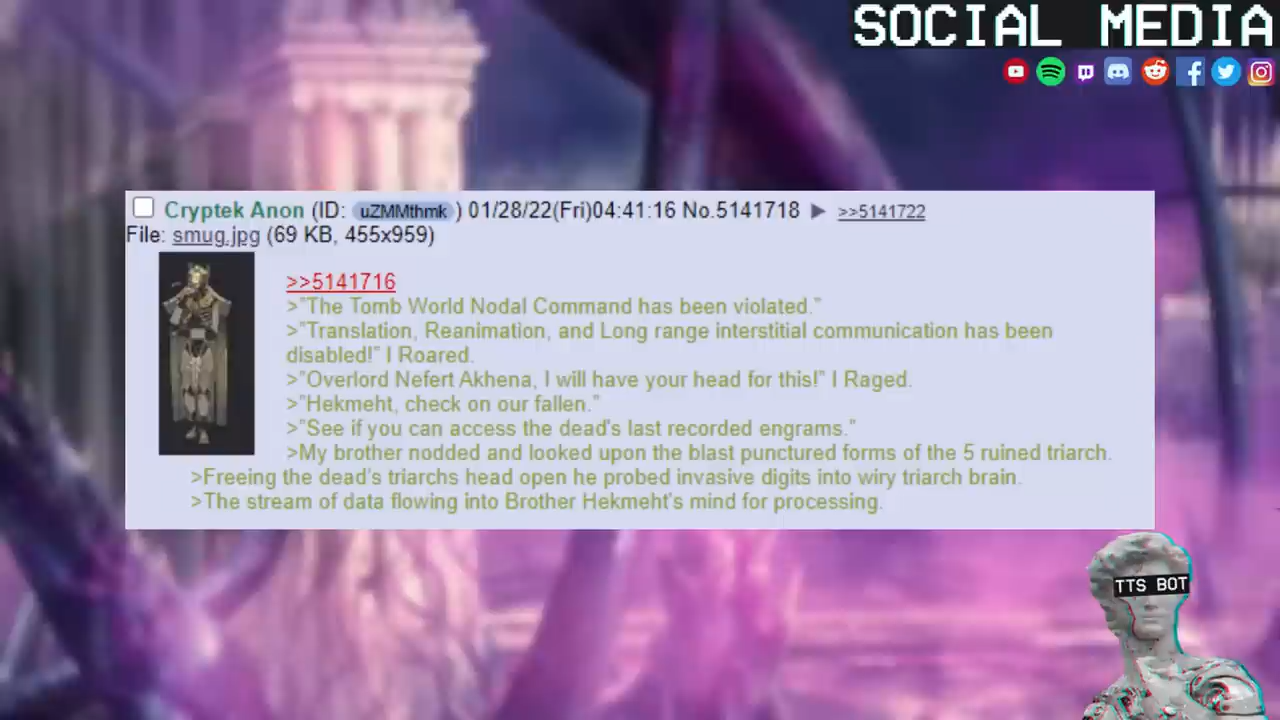 SOCIAL MEDIA
Cryptek Anon (ID: uZMMthmk ) 01/28/22(Fri)04:41:16 No.5141718 ▶ >>5141722
File: smug.jpg (69 KB, 455x959)
>>5141716
>"The Tomb World Nodal Command has been violated."
>"Translation, Reanimation, and Long range interstitial communication has been
disabled!" I Roared.
>"Overlord Nefert Akhena, I will have your head for this!" I Raged.
>"Hekmeht, check on our fallen."
>"See if you can access the dead's last recorded engrams."
>My brother nodded and looked upon the blast punctured forms of the 5 ruined triarch.
>Freeing the dead's triarchs head open he probed invasive digits into wiry triarch brain.
>The stream of data flowing into Brother Hekmeht's mind for processing.
TTS BOT